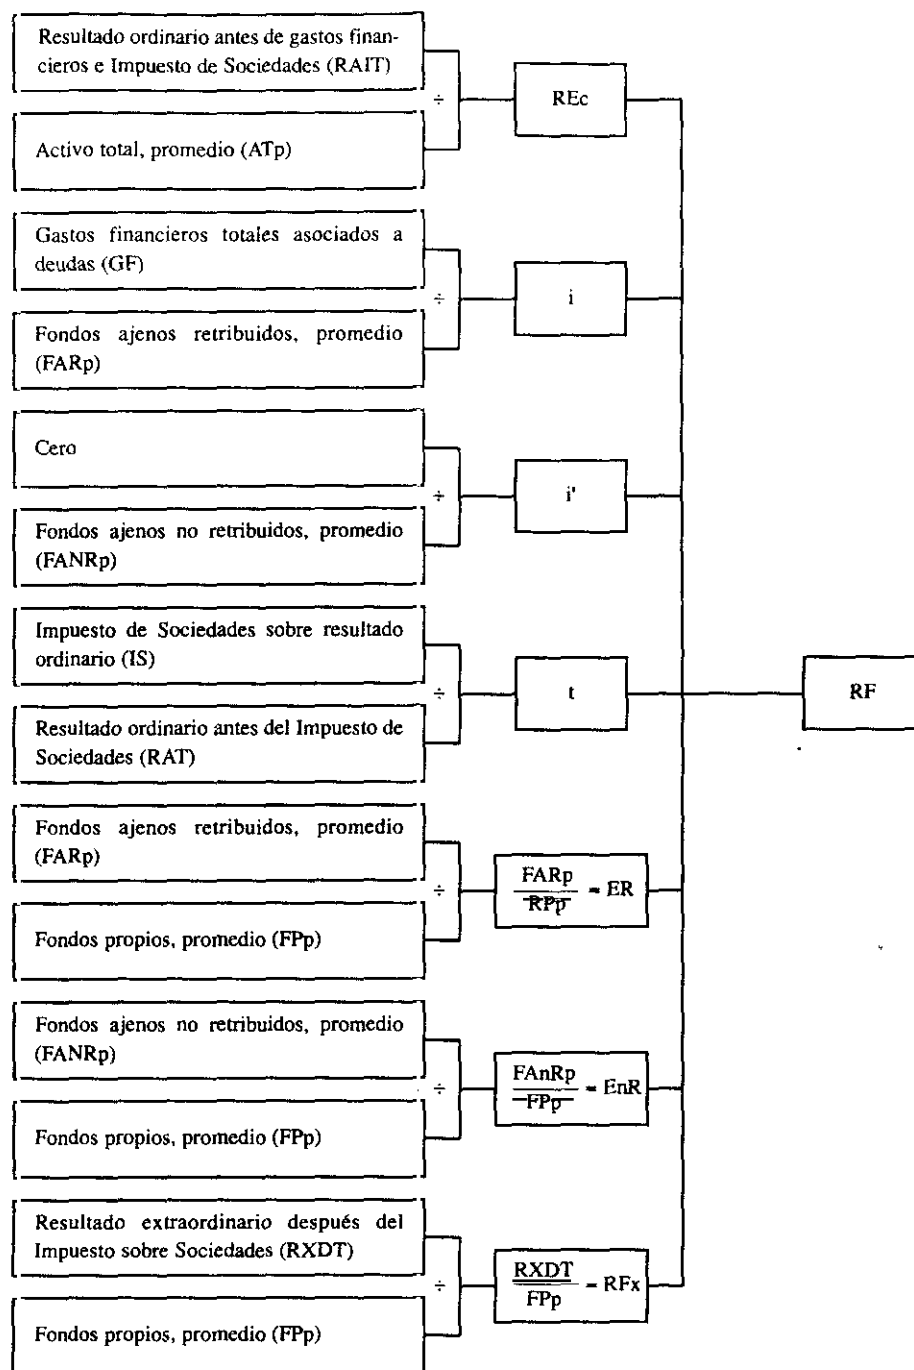 Resultado ordinario antes de gastos finan-
cieros e Impuesto de Sociedades (RAIT)
÷
REc
Activo total, promedio (ATp)
Gastos financieros totales asociados a
deudas (GF)
÷
i
Fondos ajenos retribuidos, promedio
(FARp)
Cero
÷
i'
Fondos ajenos no retribuidos, promedio
(FANRp)
Impuesto de Sociedades sobre resultado
ordinario (IS)
÷
t
RF
Resultado ordinario antes del Impuesto de
Sociedades (RAT)
Fondos ajenos retribuidos, promedio
(FARp)
÷
FARp
RPp
= ER
Fondos propios, promedio (FPp)
Fondos ajenos no retribuidos, promedio
(FANRp)
÷
FAnRp
FPp
= EnR
Fondos propios, promedio (FPp)
Resultado extraordinario después del
Impuesto sobre Sociedades (RXDT)
÷
RXDT
FPp
= RFx
Fondos propios, promedio (FPp)